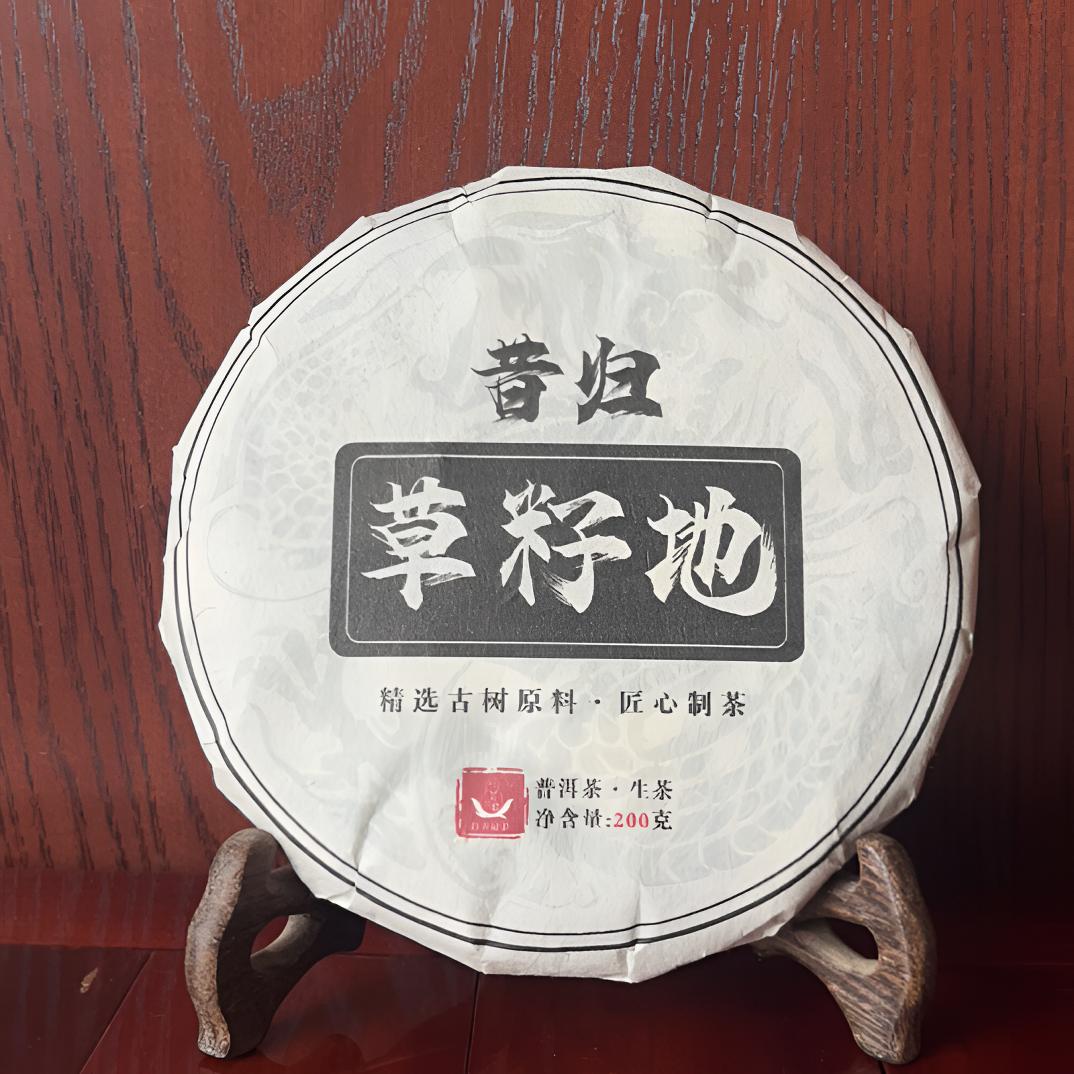 昔归
草籽地
精选古树原料·匠心制茶
普洱茶·生茶
净含量:200克